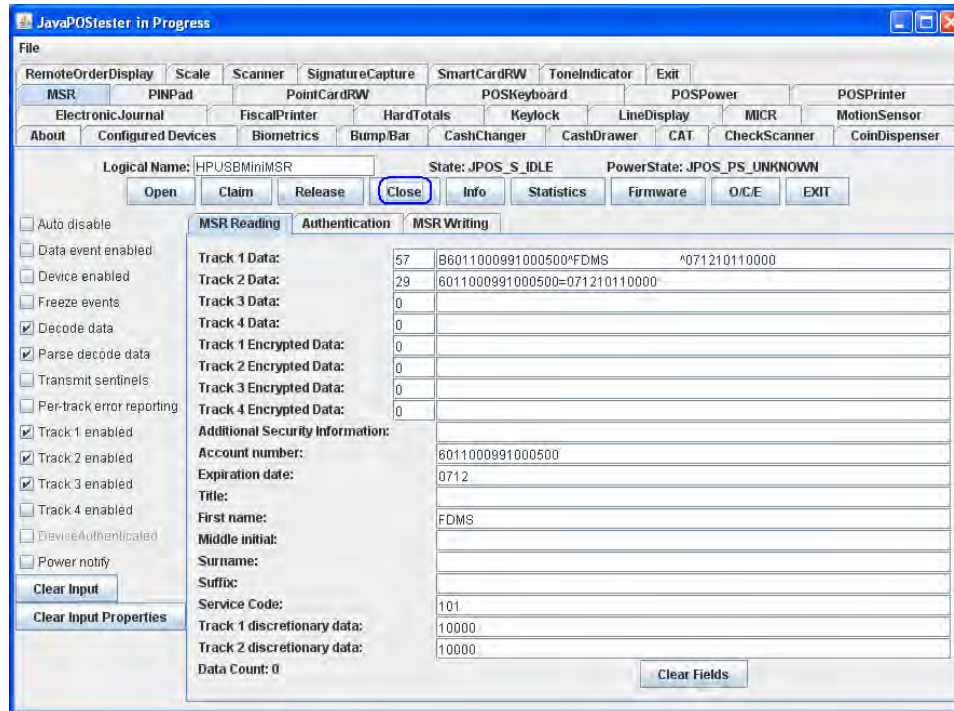 JavaPOStester in Progress
File
RemoteOrderDisplay Scale Scanner SignatureCapture SmartCardRW ToneIndicator Exit
MSR PINPad PointCardRW POSKeyboard POSPower POSPrinter
ElectronicJournal FiscalPrinter HardTotals Keylock LineDisplay MICR MotionSensor
About Configured Devices Biometrics Bump/Bar CashChanger CashDrawer CAT CheckScanner CoinDispenser
Logical Name: HPUSBMiniMSR State: JPOS_S_IDLE PowerState: JPOS_PS_UNKNOWN
Open Claim Release Close Info Statistics Firmware O/C/E EXIT
Auto disable
Data event enabled
Device enabled
Freeze events
Decode data
Parse decode data
Transmit sentinels
Per-track error reporting
Track 1 enabled
Track 2 enabled
Track 3 enabled
Track 4 enabled
DeviceAuthenticated
Power notify
Clear Input
Clear Input Properties
MSR Reading Authentication MSR Writing
Track 1 Data: 57 B6011000991000500^FDMS ^071210110000
Track 2 Data: 29 6011000991000500=071210110000
Track 3 Data: 0
Track 4 Data: 0
Track 1 Encrypted Data: 0
Track 2 Encrypted Data: 0
Track 3 Encrypted Data: 0
Track 4 Encrypted Data: 0
Additional Security Information:
Account number: 6011000991000500
Expiration date: 0712
Title:
First name: FDMS
Middle initial:
Surname:
Suffix:
Service Code: 101
Track 1 discretionary data: 10000
Track 2 discretionary data: 10000
Data Count: 0 Clear Fields